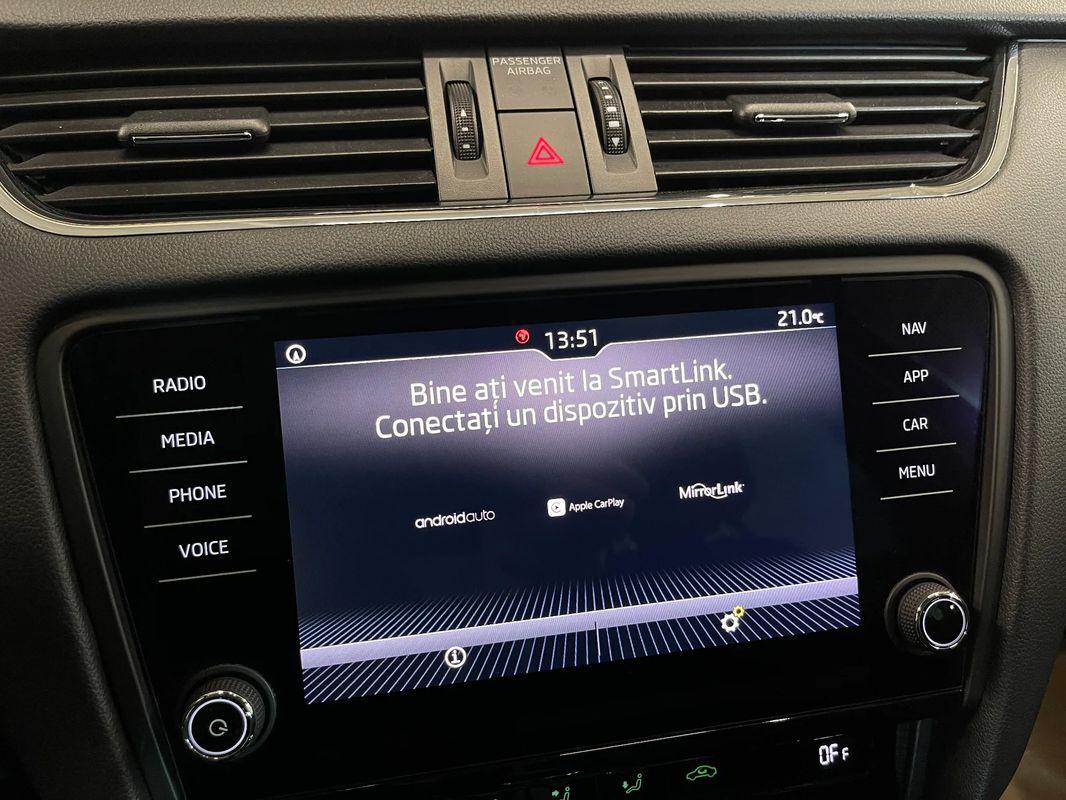 PASSENGER
AIRBAG
13:51
21.0°C
Bine ați venit la SmartLink.
Conectați un dispozitiv prin USB.
androidauto
Apple CarPlay
MirrorLink
RADIO
MEDIA
PHONE
VOICE
NAV
APP
CAR
MENU
OFF